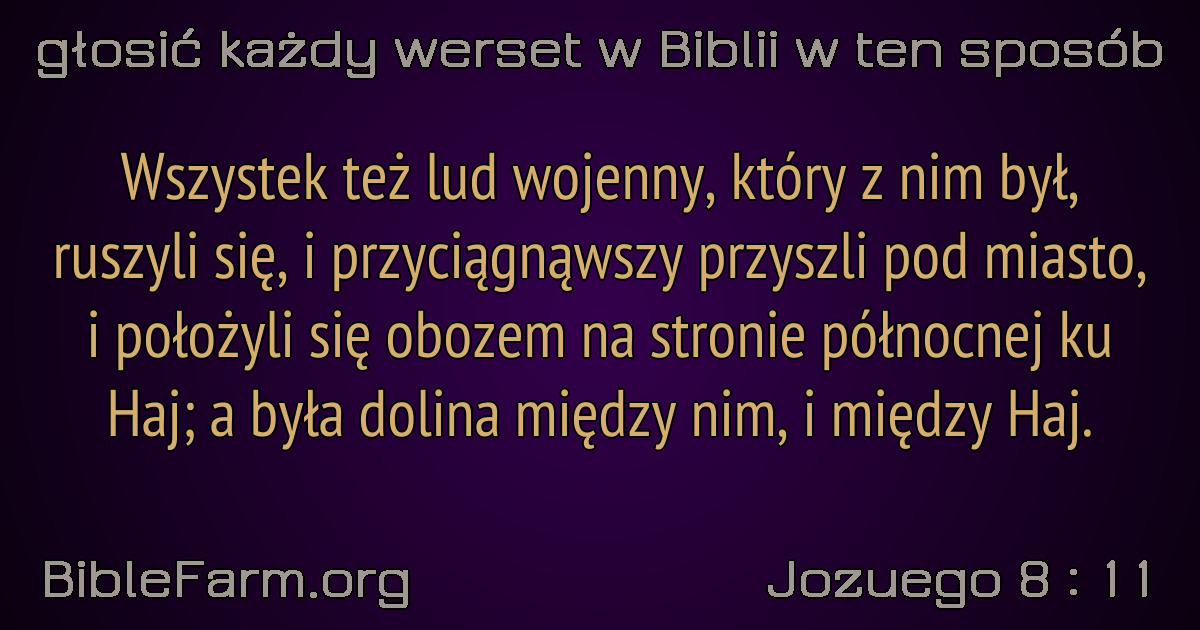 głosić każdy werset w Biblii w ten sposób
Wszystek też lud wojenny, który z nim był,
ruszyli się, i przyciągnąwszy przyszli pod miasto,
i położyli się obozem na stronie północnej ku
Haj; a była dolina między nim, i między Haj.
BibleFarm.org
Jozuego 8 : 11